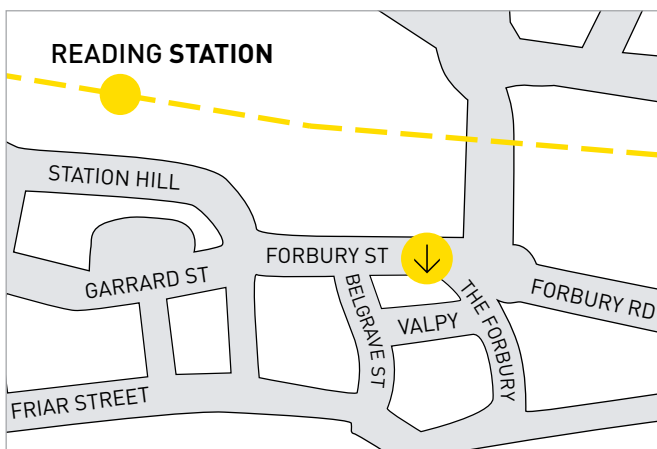 READING STATION
STATION HILL
FORBURY ST
GARRARD ST
BELGRAVE ST
VALPY
THE FORBURY
FORBURY RD
FRIAR STREET